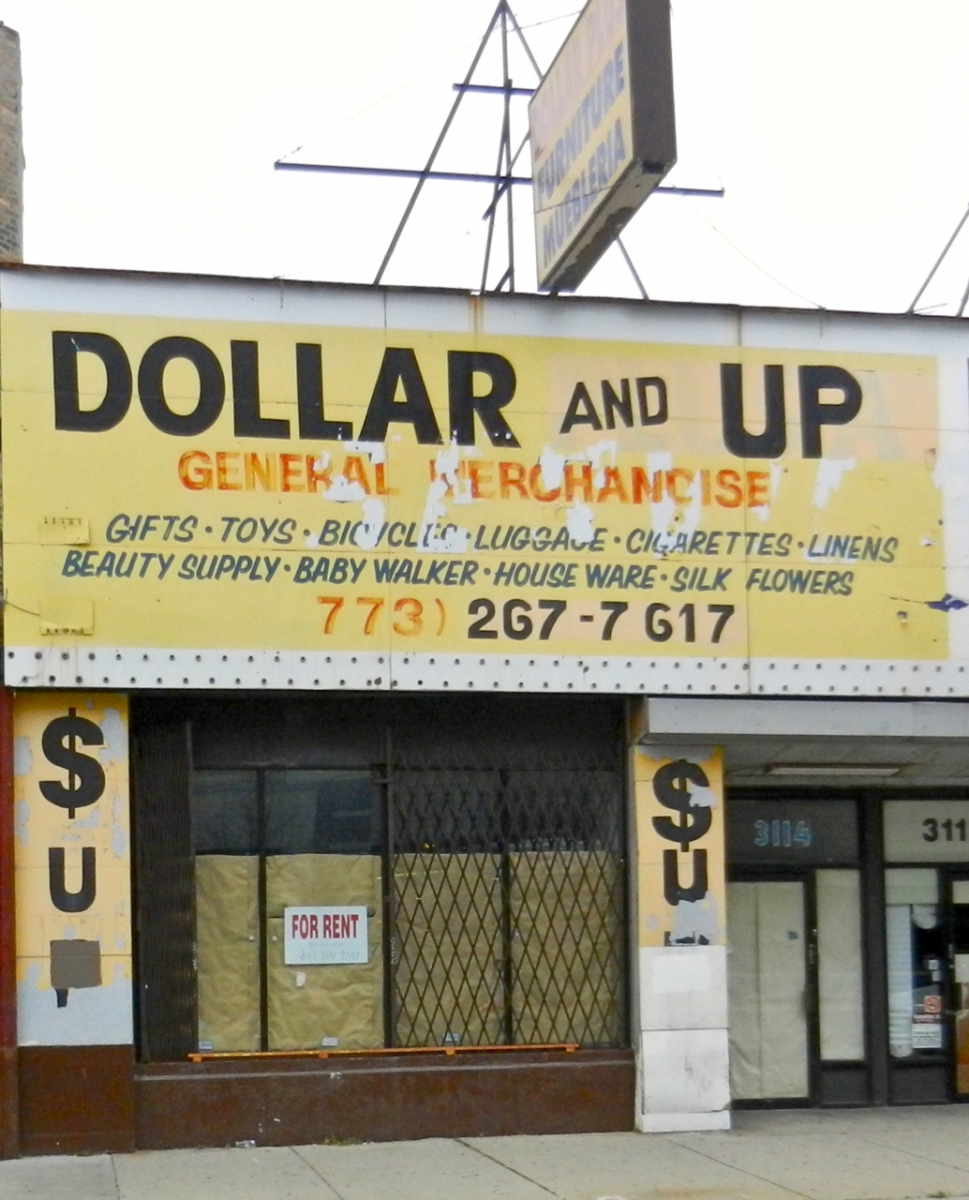 FURNITURE
MUEBLERIA
DOLLAR AND UP
GENERAL MERCHANDISE
GIFTS • TOYS • BICYCLES • LUGGAGE • CIGARETTES • LINENS
BEAUTY SUPPLY • BABY WALKER • HOUSE WARE • SILK FLOWERS
773) 267-7617
$
U
$
U
3114
311
FOR RENT